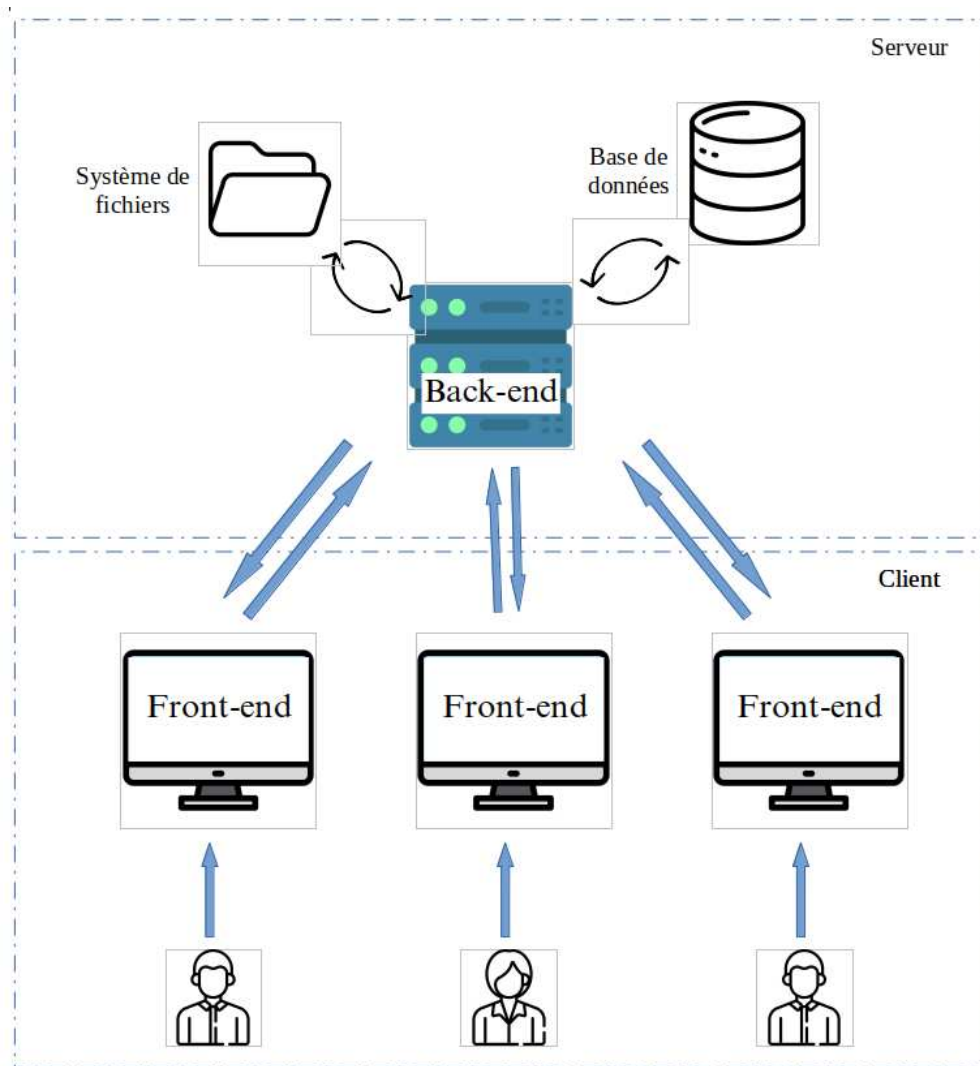 Serveur
Système de
fichiers
Base de
données
Back-end
Client
Front-end
Front-end
Front-end